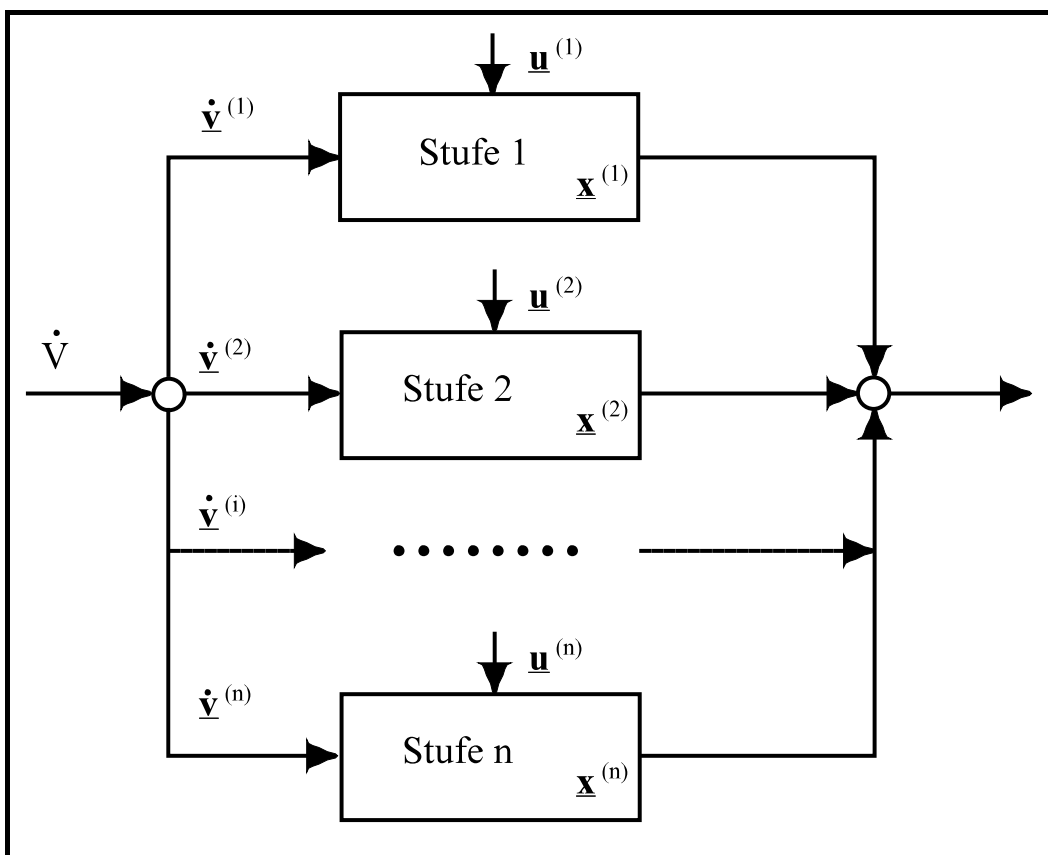 u̲ (1)
v̲̇ (1)
Stufe 1
x̲ (1)
u̲ (2)
V̇
v̲̇ (2)
Stufe 2
x̲ (2)
v̲̇ (i)
u̲ (n)
v̲̇ (n)
Stufe n
x̲ (n)